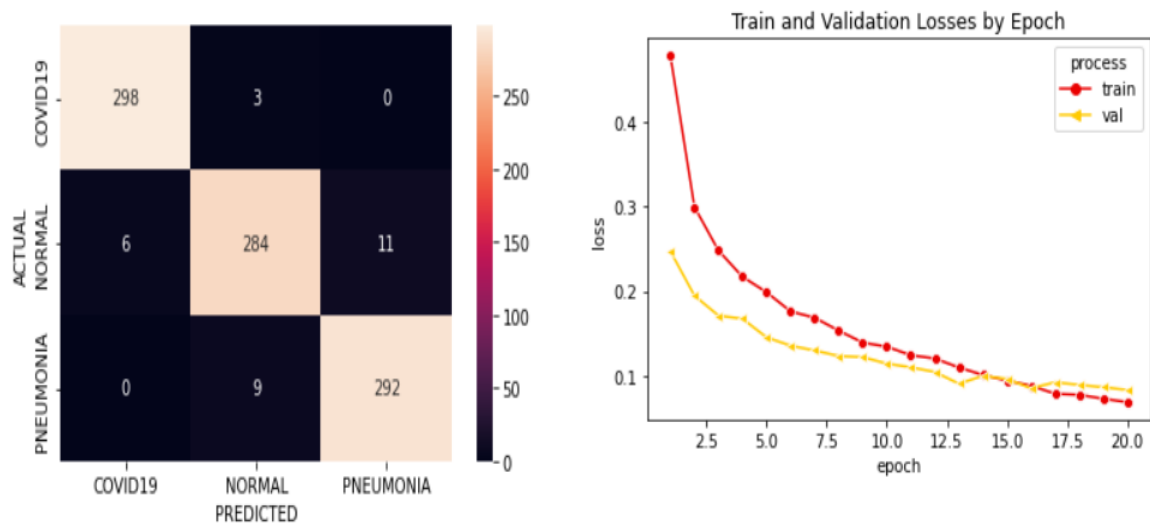 COVID19
298 3 0
ACTUAL
NORMAL
6 284 11
PNEUMONIA
0 9 292
COVID19 NORMAL PNEUMONIA
PREDICTED
250
200
150
100
50
0
Train and Validation Losses by Epoch
process
train
val
loss
0.4
0.3
0.2
0.1
2.5 5.0 7.5 10.0 12.5 15.0 17.5 20.0
epoch